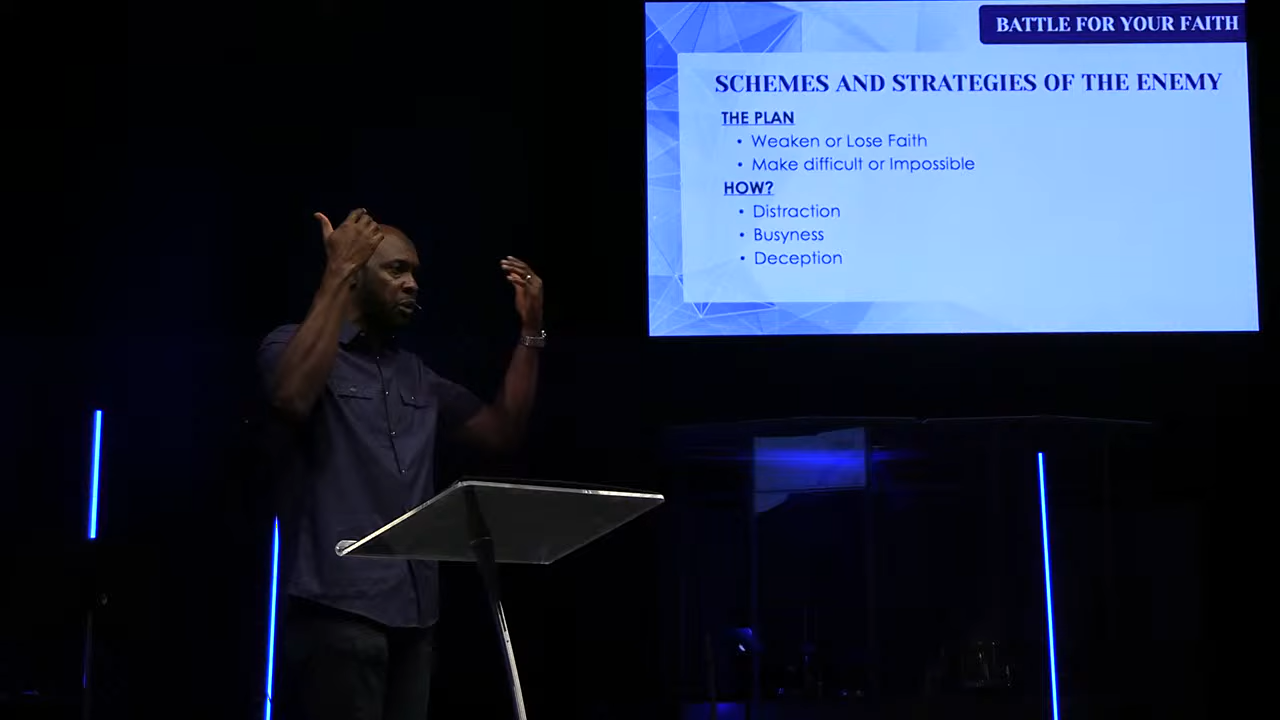 BATTLE FOR YOUR FAITH
SCHEMES AND STRATEGIES OF THE ENEMY
THE PLAN
• Weaken or Lose Faith
• Make difficult or Impossible
HOW?
• Distraction
• Busyness
• Deception